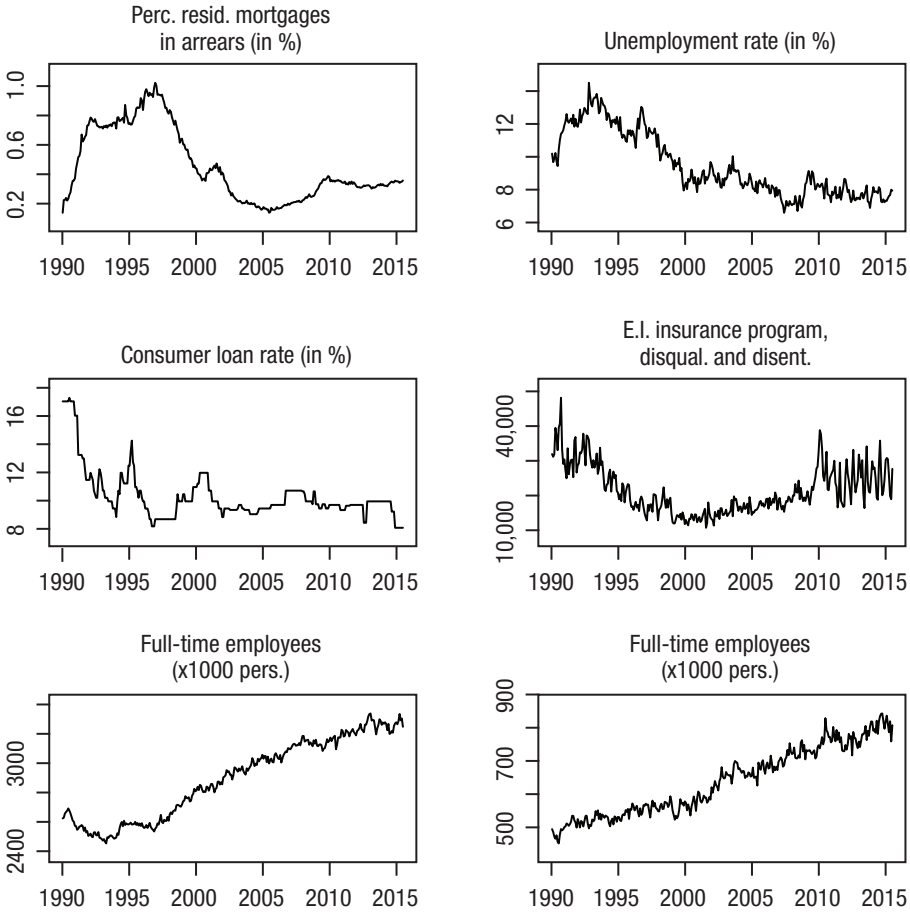 Perc. resid. mortgages
in arrears (in %)
1.0
0.6
0.2
1990 1995 2000 2005 2010 2015
Unemployment rate (in %)
12
8
6
1990 1995 2000 2005 2010 2015
Consumer loan rate (in %)
16
12
8
1990 1995 2000 2005 2010 2015
E.I. insurance program,
disqual. and disent.
40,000
10,000
1990 1995 2000 2005 2010 2015
Full-time employees
(x1000 pers.)
3000
2400
1990 1995 2000 2005 2010 2015
Full-time employees
(x1000 pers.)
900
700
500
1990 1995 2000 2005 2010 2015